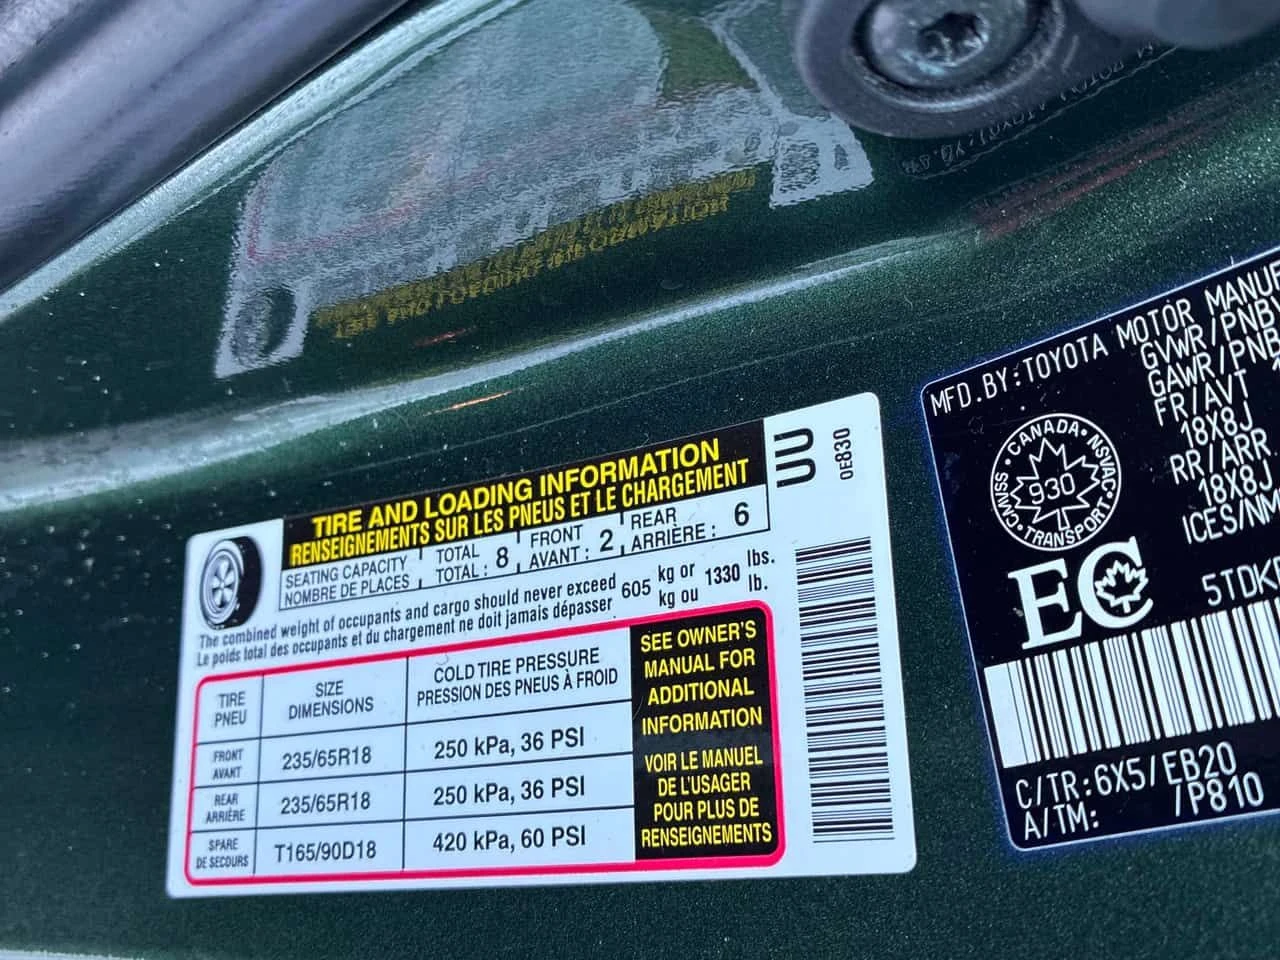 TIRE AND LOADING INFORMATION
RENSEIGNEMENTS SUR LES PNEUS ET LE CHARGEMENT
UU
0E830
SEATING CAPACITY
NOMBRE DE PLACES
TOTAL
TOTAL : 8
FRONT
AVANT : 2
REAR
ARRIÈRE : 6
The combined weight of occupants and cargo should never exceed 605 kg or 1330 lbs.
Le poids total des occupants et du chargement ne doit jamais dépasser kg ou lb.
TIRE
PNEU
SIZE
DIMENSIONS
COLD TIRE PRESSURE
PRESSION DES PNEUS À FROID
FRONT
AVANT
235/65R18
250 kPa, 36 PSI
REAR
ARRIÈRE
235/65R18
250 kPa, 36 PSI
SPARE
DE SECOURS
T165/90D18
420 kPa, 60 PSI
SEE OWNER'S
MANUAL FOR
ADDITIONAL
INFORMATION
VOIR LE MANUEL
DE L'USAGER
POUR PLUS DE
RENSEIGNEMENTS
MFD.BY:TOYOTA MOTOR MANUF
GVWR/PNBV
GAWR/PNB
FR/AVT
18X8J
RR/ARR
18X8J
ICES/NM
CANADA
NSVAC
TRANSPORT
CMVSS
930
EC
5TDK
C/TR:6X5/EB20
A/TM: /P810